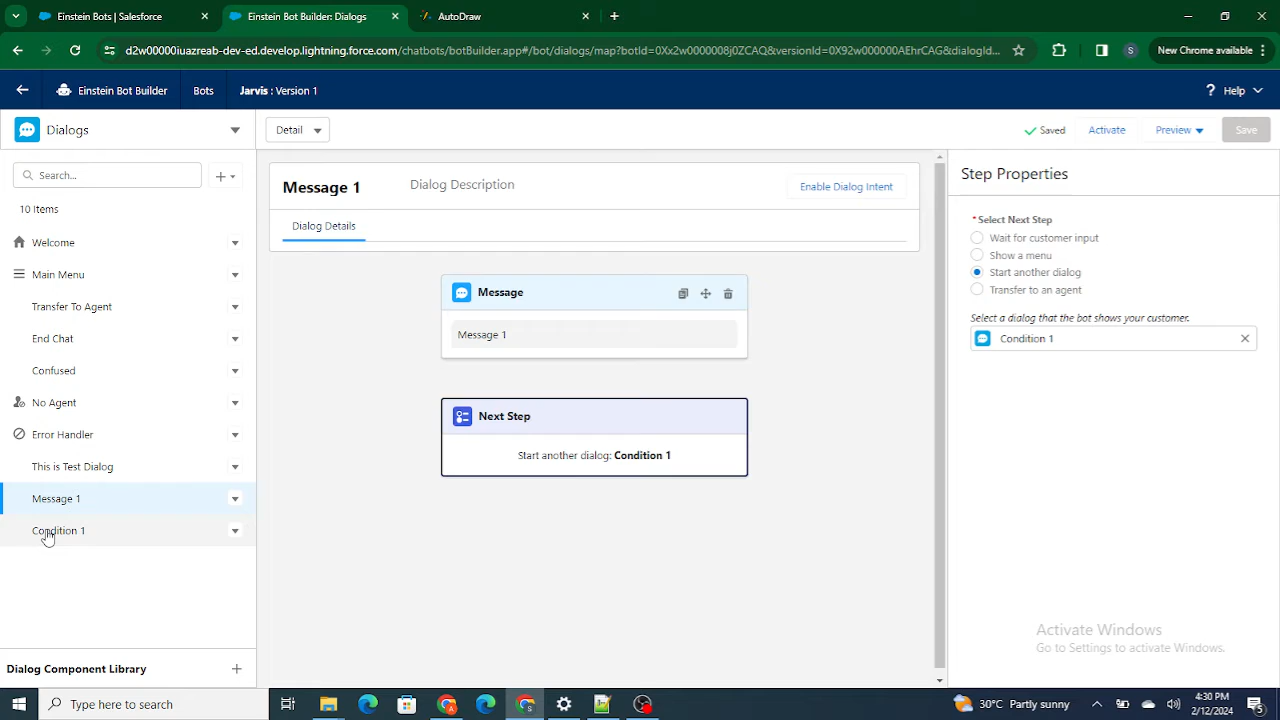 Einstein Bots | Salesforce
Einstein Bot Builder: Dialogs
AutoDraw
d2w00000iuazreab-dev-ed.develop.lightning.force.com/chatbots/botBuilder.app#/bot/dialogs/map?botId=0Xx2w0000008j0ZCAQ&versionId=0X92w000000AEhrCAG&dialogId...
S
New Chrome available
Einstein Bot Builder
Bots
Jarvis : Version 1
? Help
Dialogs
Detail
Saved
Activate
Preview
Save
Search...
10 Items
Welcome
Main Menu
Transfer To Agent
End Chat
Confused
No Agent
Error Handler
This is Test Dialog
Message 1
Condition 1
Dialog Component Library
Message 1
Dialog Description
Enable Dialog Intent
Dialog Details
Message
Message 1
Next Step
Start another dialog: Condition 1
Step Properties
* Select Next Step
Wait for customer input
Show a menu
Start another dialog
Transfer to an agent
Select a dialog that the bot shows your customer.
Condition 1
Activate Windows
Go to Settings to activate Windows.
Type here to search
30°C Partly sunny
4:30 PM
2/12/2024